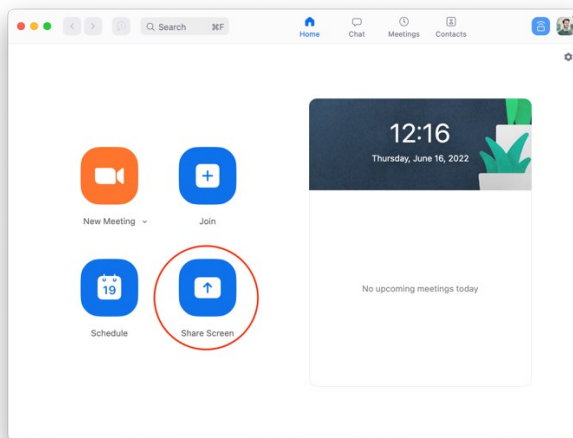 Search ⌘F
Home
Chat
Meetings
Contacts
12:16
Thursday, June 16, 2022
New Meeting
Join
19
Schedule
Share Screen
No upcoming meetings today